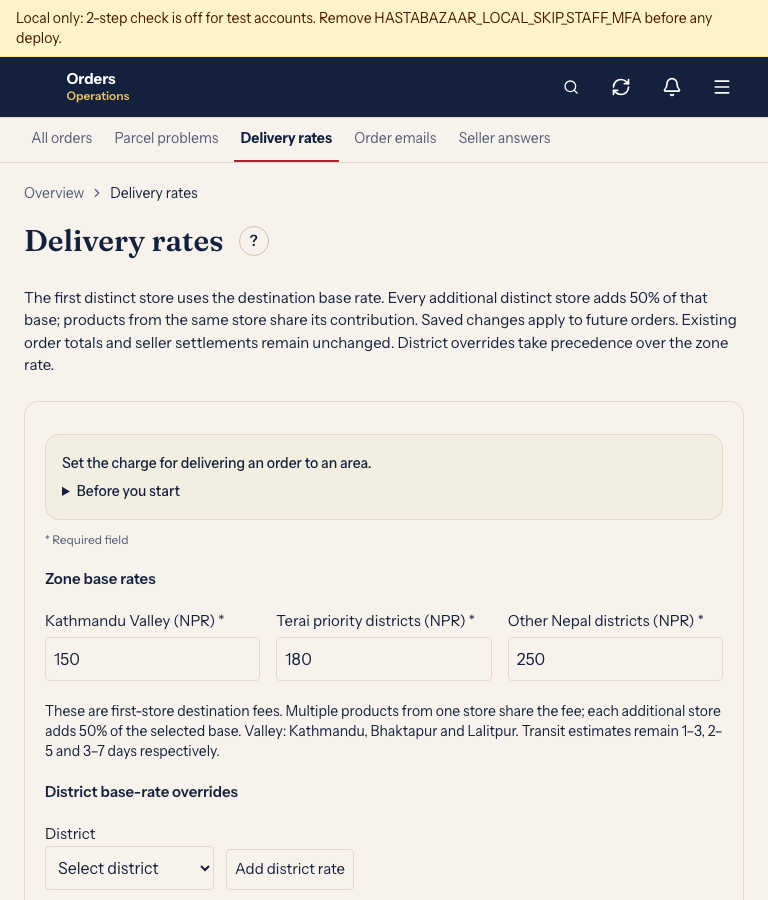 Local only: 2-step check is off for test accounts. Remove HASTABAZAAR_LOCAL_SKIP_STAFF_MFA before any
deploy.
Orders
Operations
All orders
Parcel problems
Delivery rates
Order emails
Seller answers
Overview > Delivery rates
Delivery rates ?
The first distinct store uses the destination base rate. Every additional distinct store adds 50% of that
base; products from the same store share its contribution. Saved changes apply to future orders. Existing
order totals and seller settlements remain unchanged. District overrides take precedence over the zone
rate.
Set the charge for delivering an order to an area.
Before you start
* Required field
Zone base rates
Kathmandu Valley (NPR) *
Terai priority districts (NPR) *
Other Nepal districts (NPR) *
150
180
250
These are first-store destination fees. Multiple products from one store share the fee; each additional store
adds 50% of the selected base. Valley: Kathmandu, Bhaktapur and Lalitpur. Transit estimates remain 1–3, 2–
5 and 3–7 days respectively.
District base-rate overrides
District
Select district
Add district rate